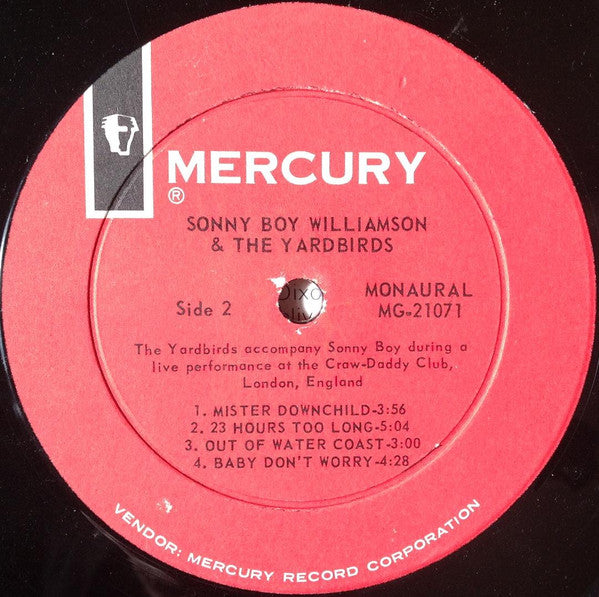 MERCURY
®
SONNY BOY WILLIAMSON
& THE YARDBIRDS
Side 2
MONAURAL
MG-21071
The Yardbirds accompany Sonny Boy during a
live performance at the Craw-Daddy Club,
London, England
1. MISTER DOWNCHILD-3:56
2. 23 HOURS TOO LONG-5:04
3. OUT OF WATER COAST-3:00
4. BABY DON'T WORRY-4:28
VENDOR: MERCURY RECORD CORPORATION